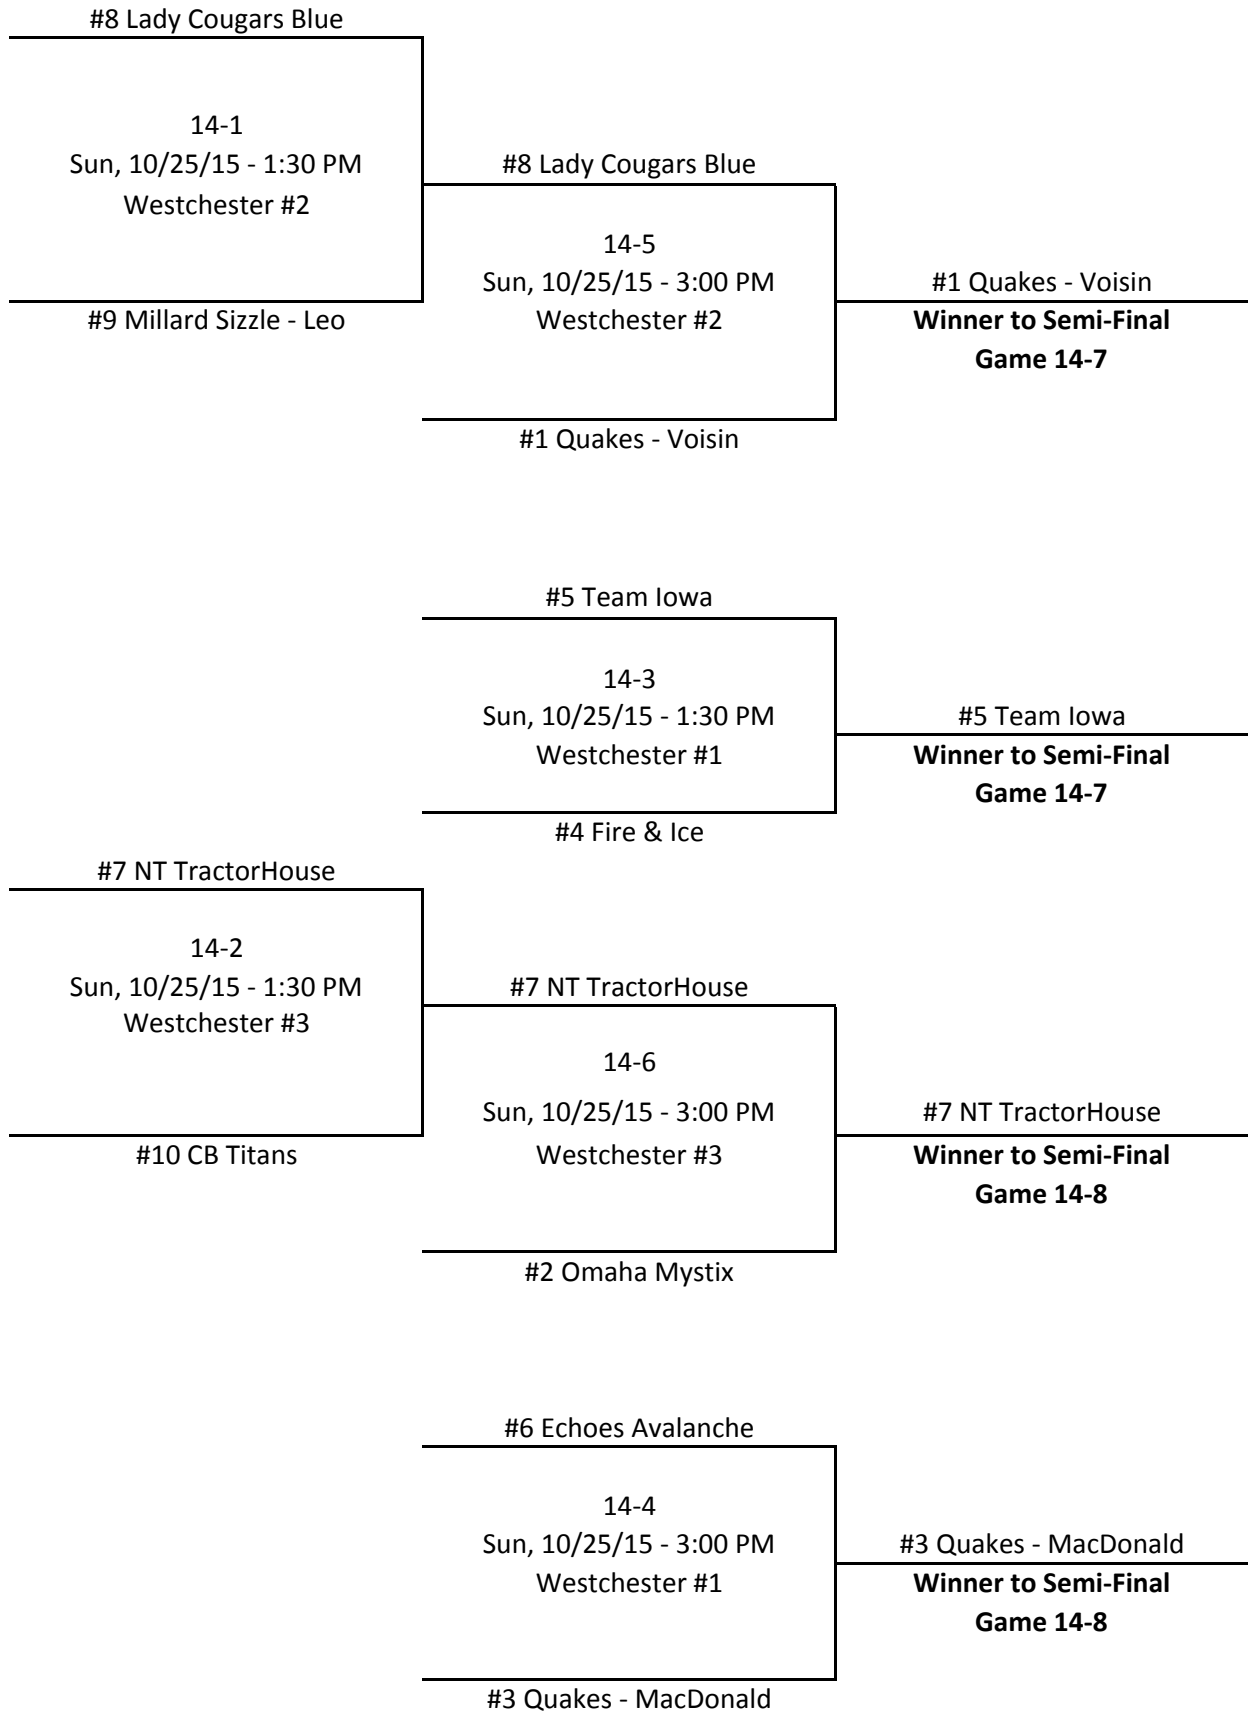 #8 Lady Cougars Blue
14-1
Sun, 10/25/15 - 1:30 PM
Westchester #2
#9 Millard Sizzle - Leo
#8 Lady Cougars Blue
14-5
Sun, 10/25/15 - 3:00 PM
Westchester #2
#1 Quakes - Voisin
#1 Quakes - Voisin
Winner to Semi-Final
Game 14-7
#5 Team Iowa
14-3
Sun, 10/25/15 - 1:30 PM
Westchester #1
#4 Fire & Ice
#5 Team Iowa
Winner to Semi-Final
Game 14-7
#7 NT TractorHouse
14-2
Sun, 10/25/15 - 1:30 PM
Westchester #3
#10 CB Titans
#7 NT TractorHouse
14-6
Sun, 10/25/15 - 3:00 PM
Westchester #3
#2 Omaha Mystix
#7 NT TractorHouse
Winner to Semi-Final
Game 14-8
#6 Echoes Avalanche
14-4
Sun, 10/25/15 - 3:00 PM
Westchester #1
#3 Quakes - MacDonald
#3 Quakes - MacDonald
Winner to Semi-Final
Game 14-8